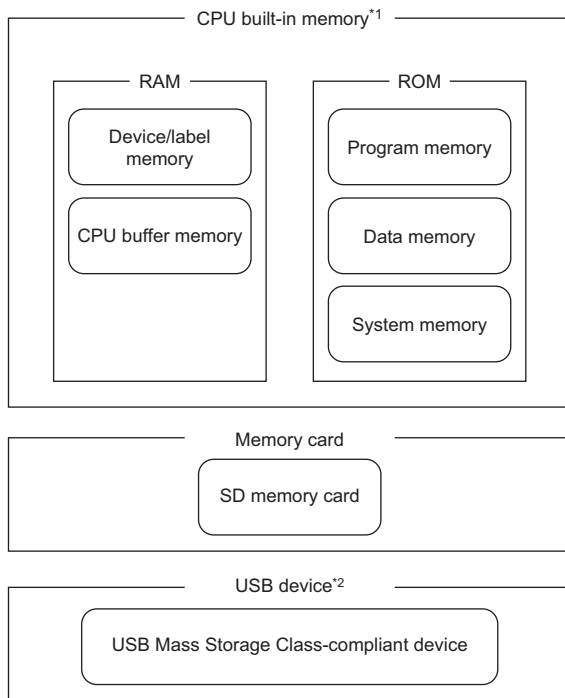 CPU built-in memory*1
RAM
Device/label
memory
CPU buffer memory
ROM
Program memory
Data memory
System memory
Memory card
SD memory card
USB device*2
USB Mass Storage Class-compliant device